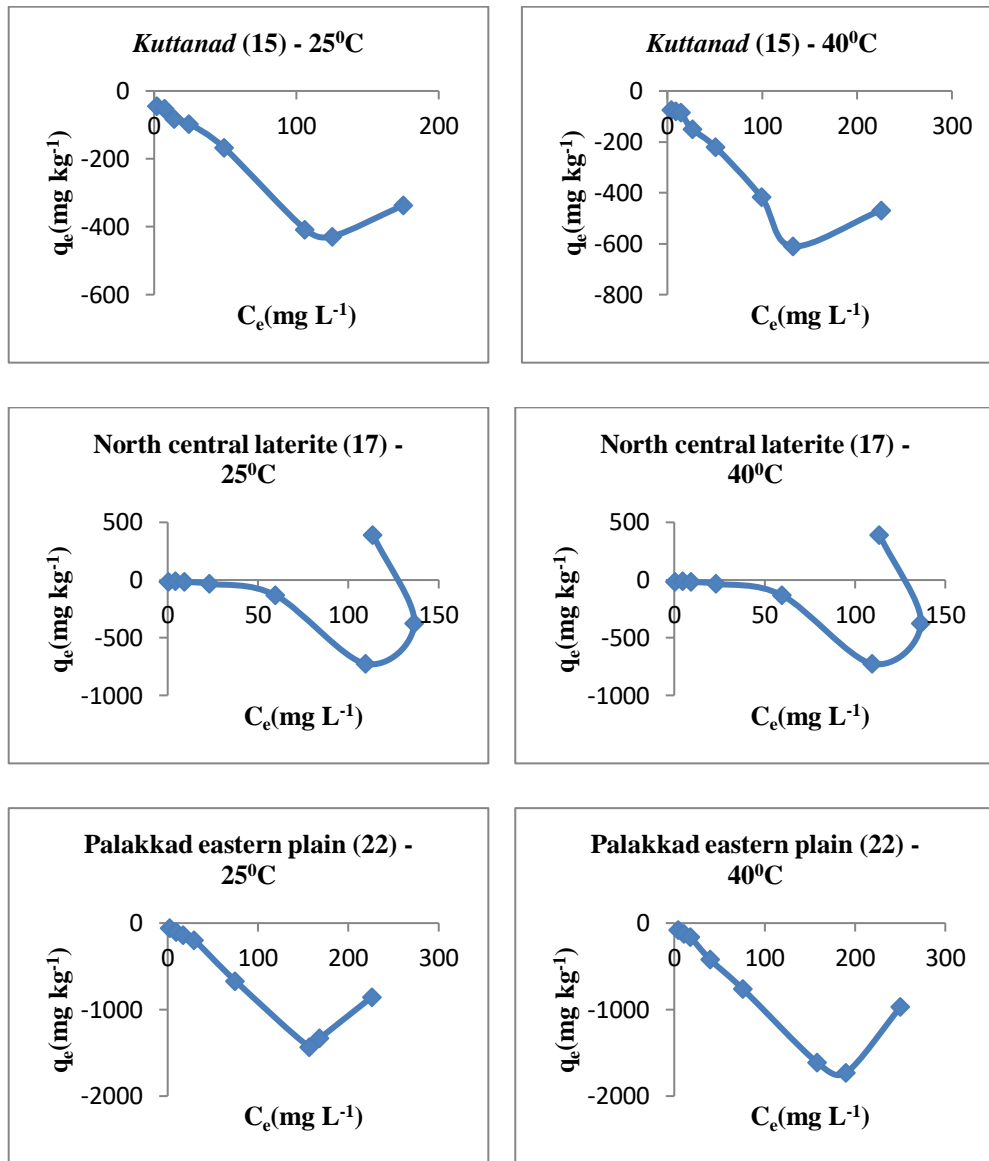 Kuttanad (15) - 25⁰C
0
-200
-400
-600
0
100
200
qₑ(mg kg⁻¹)
Cₑ(mg L⁻¹)
Kuttanad (15) - 40⁰C
0
-200
-400
-600
-800
0
100
200
300
qₑ(mg kg⁻¹)
Cₑ(mg L⁻¹)
North central laterite (17) -
25⁰C
500
0
-500
-1000
0
50
100
150
qₑ(mg kg⁻¹)
Cₑ(mg L⁻¹)
North central laterite (17) -
40⁰C
500
0
-500
-1000
0
50
100
150
qₑ(mg kg⁻¹)
Cₑ(mg L⁻¹)
Palakkad eastern plain (22) -
25⁰C
0
-1000
-2000
0
100
200
300
qₑ(mg kg⁻¹)
Cₑ(mg L⁻¹)
Palakkad eastern plain (22) -
40⁰C
0
-1000
-2000
0
100
200
300
qₑ(mg kg⁻¹)
Cₑ(mg L⁻¹)